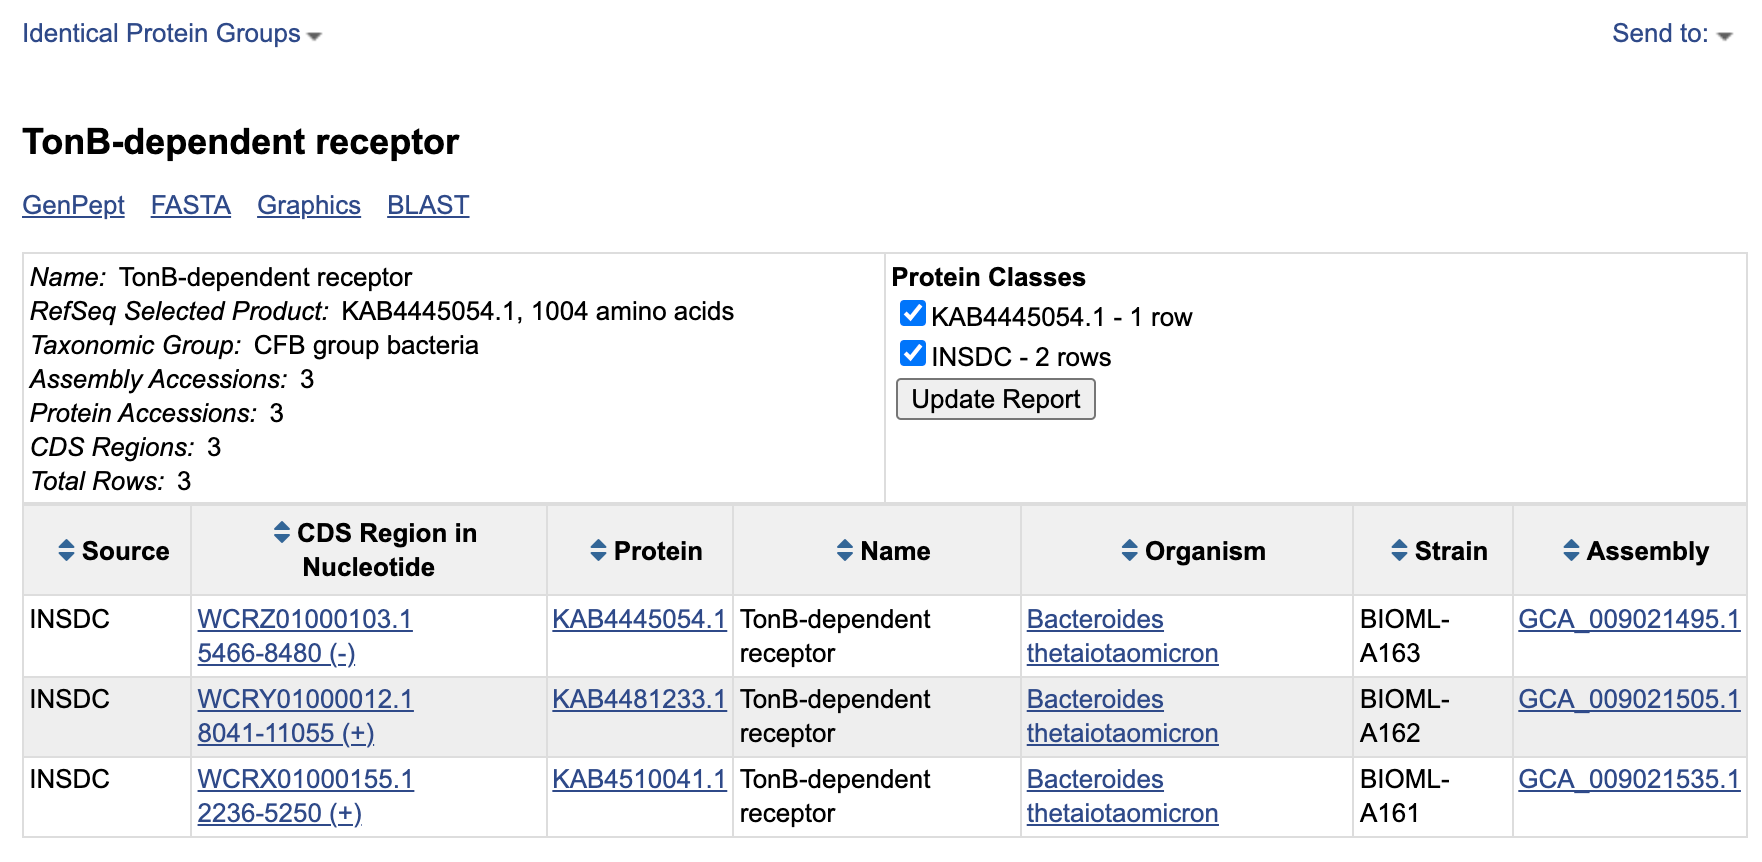 Identical Protein Groups
Send to:
TonB-dependent receptor
GenPept FASTA Graphics BLAST
Name: TonB-dependent receptor
RefSeq Selected Product: KAB4445054.1, 1004 amino acids
Taxonomic Group: CFB group bacteria
Assembly Accessions: 3
Protein Accessions: 3
CDS Regions: 3
Total Rows: 3
Protein Classes
KAB4445054.1 - 1 row
INSDC - 2 rows
Update Report
Source
CDS Region in
Nucleotide
Protein
Name
Organism
Strain
Assembly
INSDC
WCRZ01000103.1
5466-8480 (-)
KAB4445054.1
TonB-dependent
receptor
Bacteroides
thetaiotaomicron
BIOML-
A163
GCA_009021495.1
INSDC
WCRY01000012.1
8041-11055 (+)
KAB4481233.1
TonB-dependent
receptor
Bacteroides
thetaiotaomicron
BIOML-
A162
GCA_009021505.1
INSDC
WCRX01000155.1
2236-5250 (+)
KAB4510041.1
TonB-dependent
receptor
Bacteroides
thetaiotaomicron
BIOML-
A161
GCA_009021535.1